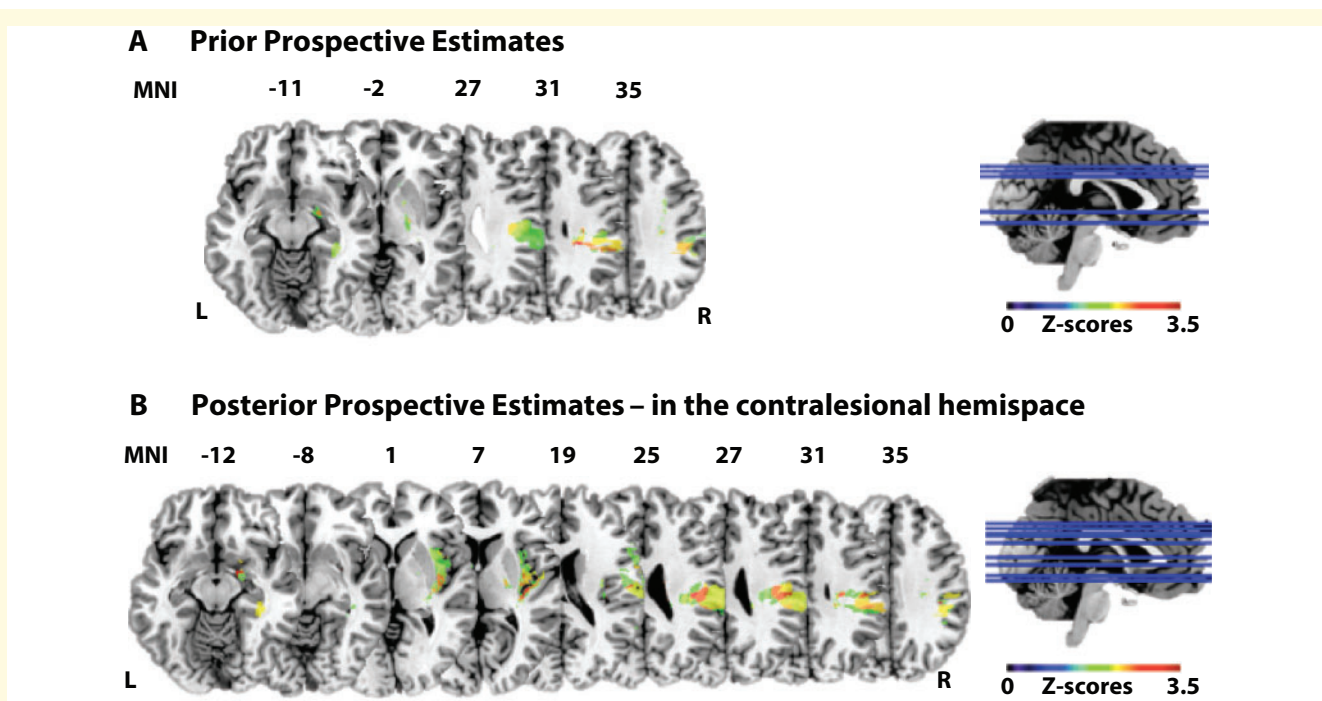 A Prior Prospective Estimates
MNI -11 -2 27 31 35
L R
0 Z-scores 3.5
B Posterior Prospective Estimates – in the contralesional hemispace
MNI -12 -8 1 7 19 25 27 31 35
L R
0 Z-scores 3.5